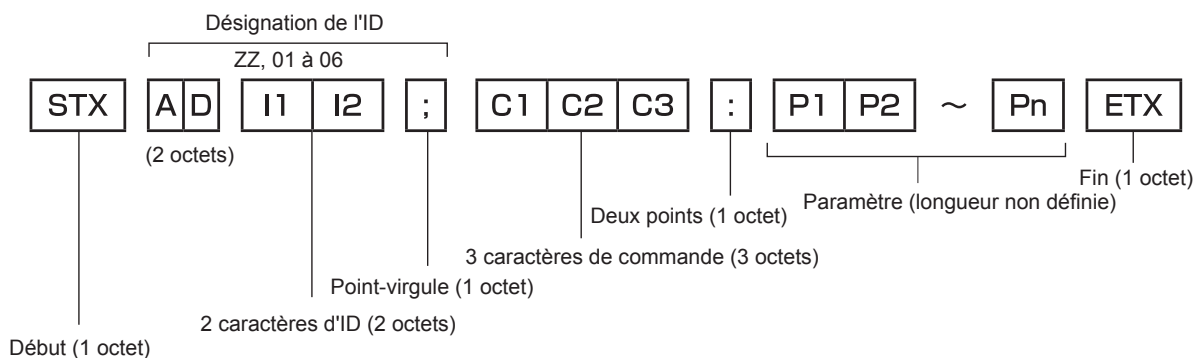 Désignation de l'ID
ZZ, 01 à 06
STX A D I1 I2 ; C1 C2 C3 : P1 P2 ~ Pn ETX
(2 octets)
Fin (1 octet)
Paramètre (longueur non définie)
Deux points (1 octet)
3 caractères de commande (3 octets)
Point-virgule (1 octet)
2 caractères d'ID (2 octets)
Début (1 octet)